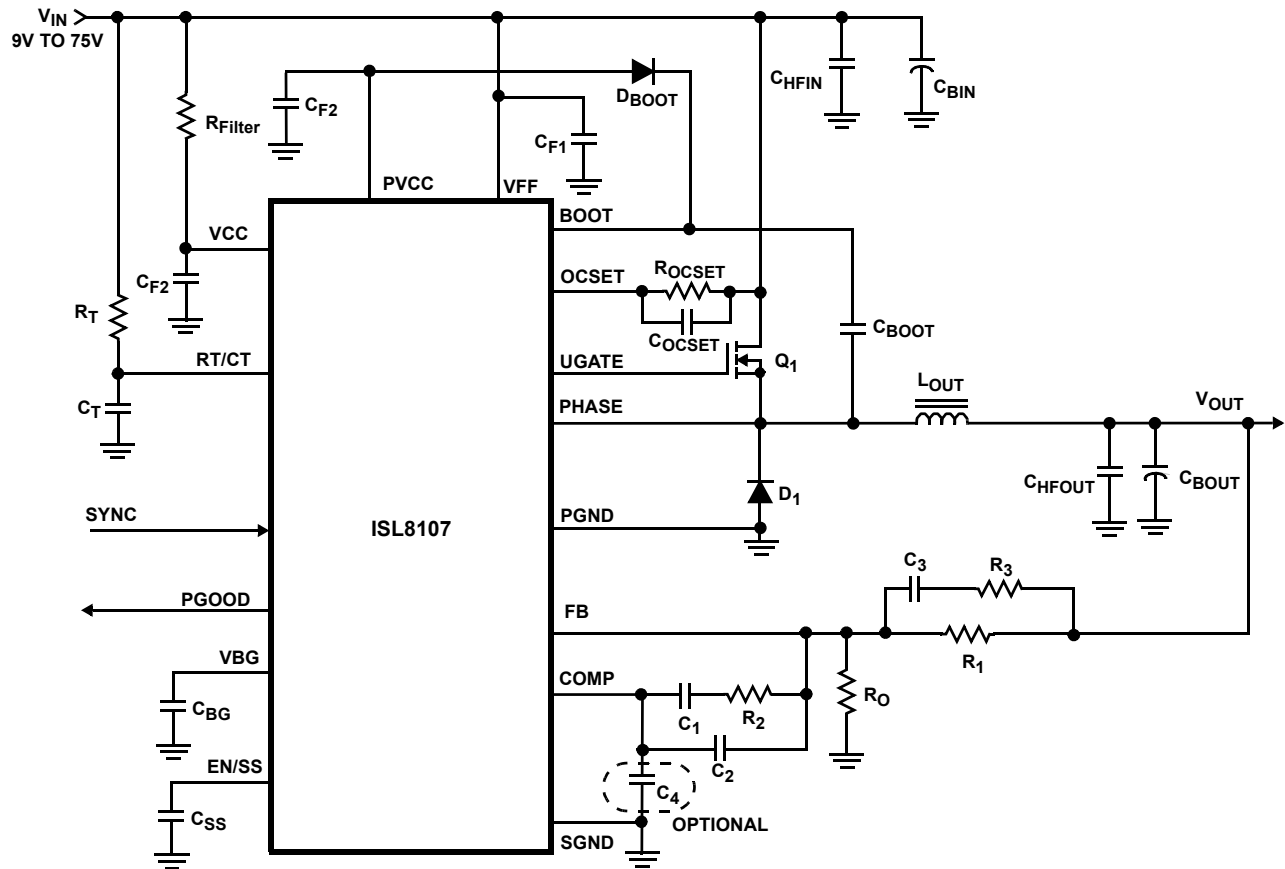 VIN
9V TO 75V
CHFIN
CBIN
DBOOT
CF2
RFilter
CF1
PVCC
VFF
BOOT
VCC
OCSET
ROCSET
CF2
COCSET
CBOOT
RT
Q1
RT/CT
UGATE
LOUT
CT
PHASE
VOUT
CHFOUT
CBOUT
D1
SYNC
PGND
ISL8107
C3
R3
PGOOD
FB
R1
VBG
COMP
CBG
C1
R2
RO
C2
EN/SS
C4
CSS
OPTIONAL
SGND